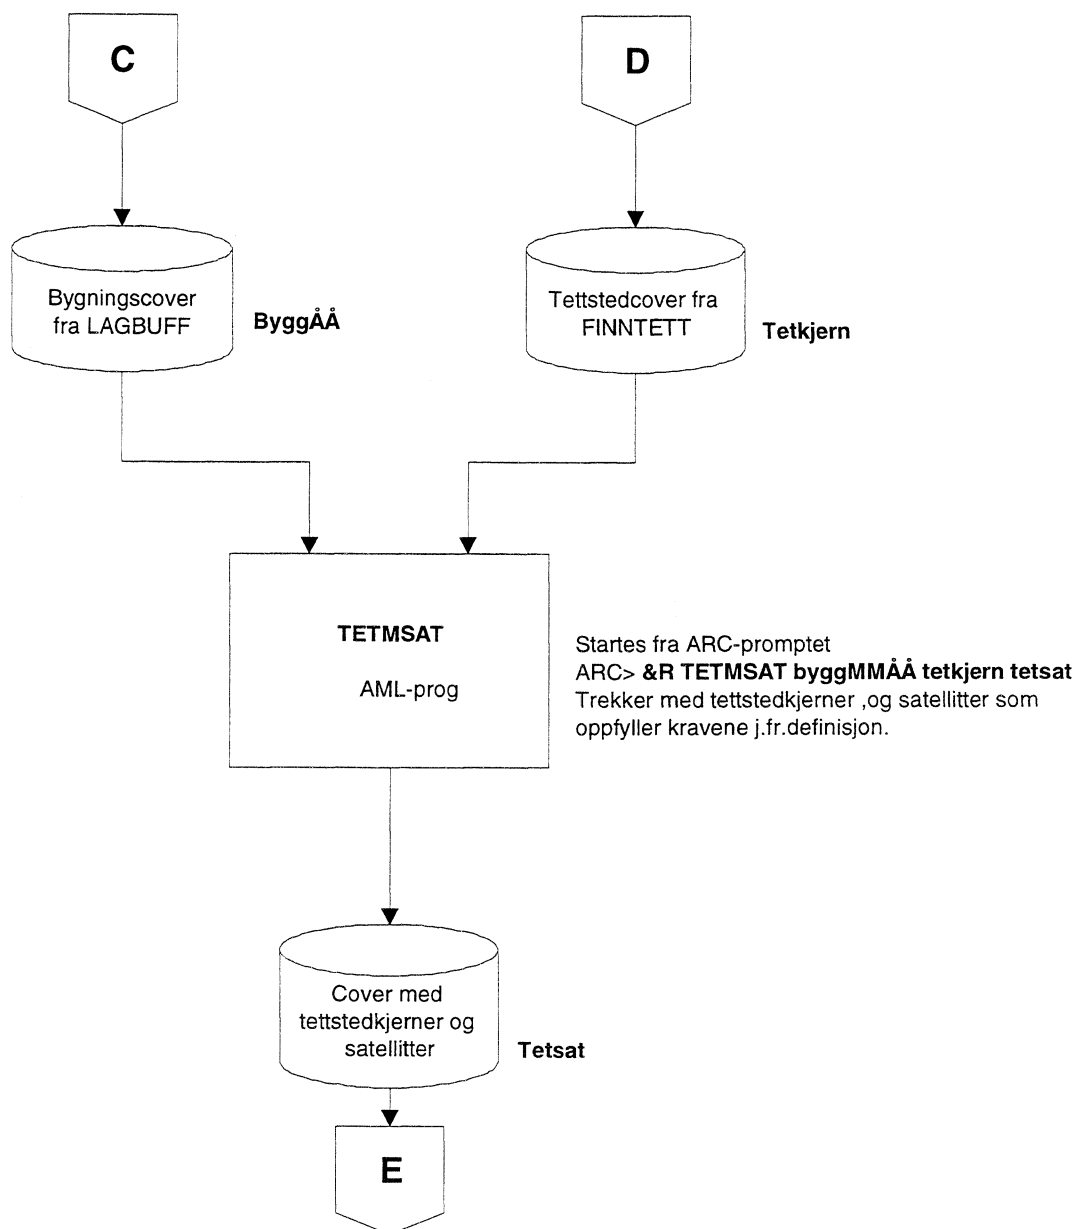 C
D
Bygningscover
fra LAGBUFF
ByggÅÅ
Tettstedcover fra
FINNTETT
Tetkjern
TETMSAT
AML-prog
Startes fra ARC-promptet
ARC> &R TETMSAT byggMMÅÅ tetkjern tetsat
Trekker med tettstedkjerner ,og satellitter som
oppfyller kravene j.fr.definisjon.
Cover med
tettstedkjerner og
satellitter
Tetsat
E